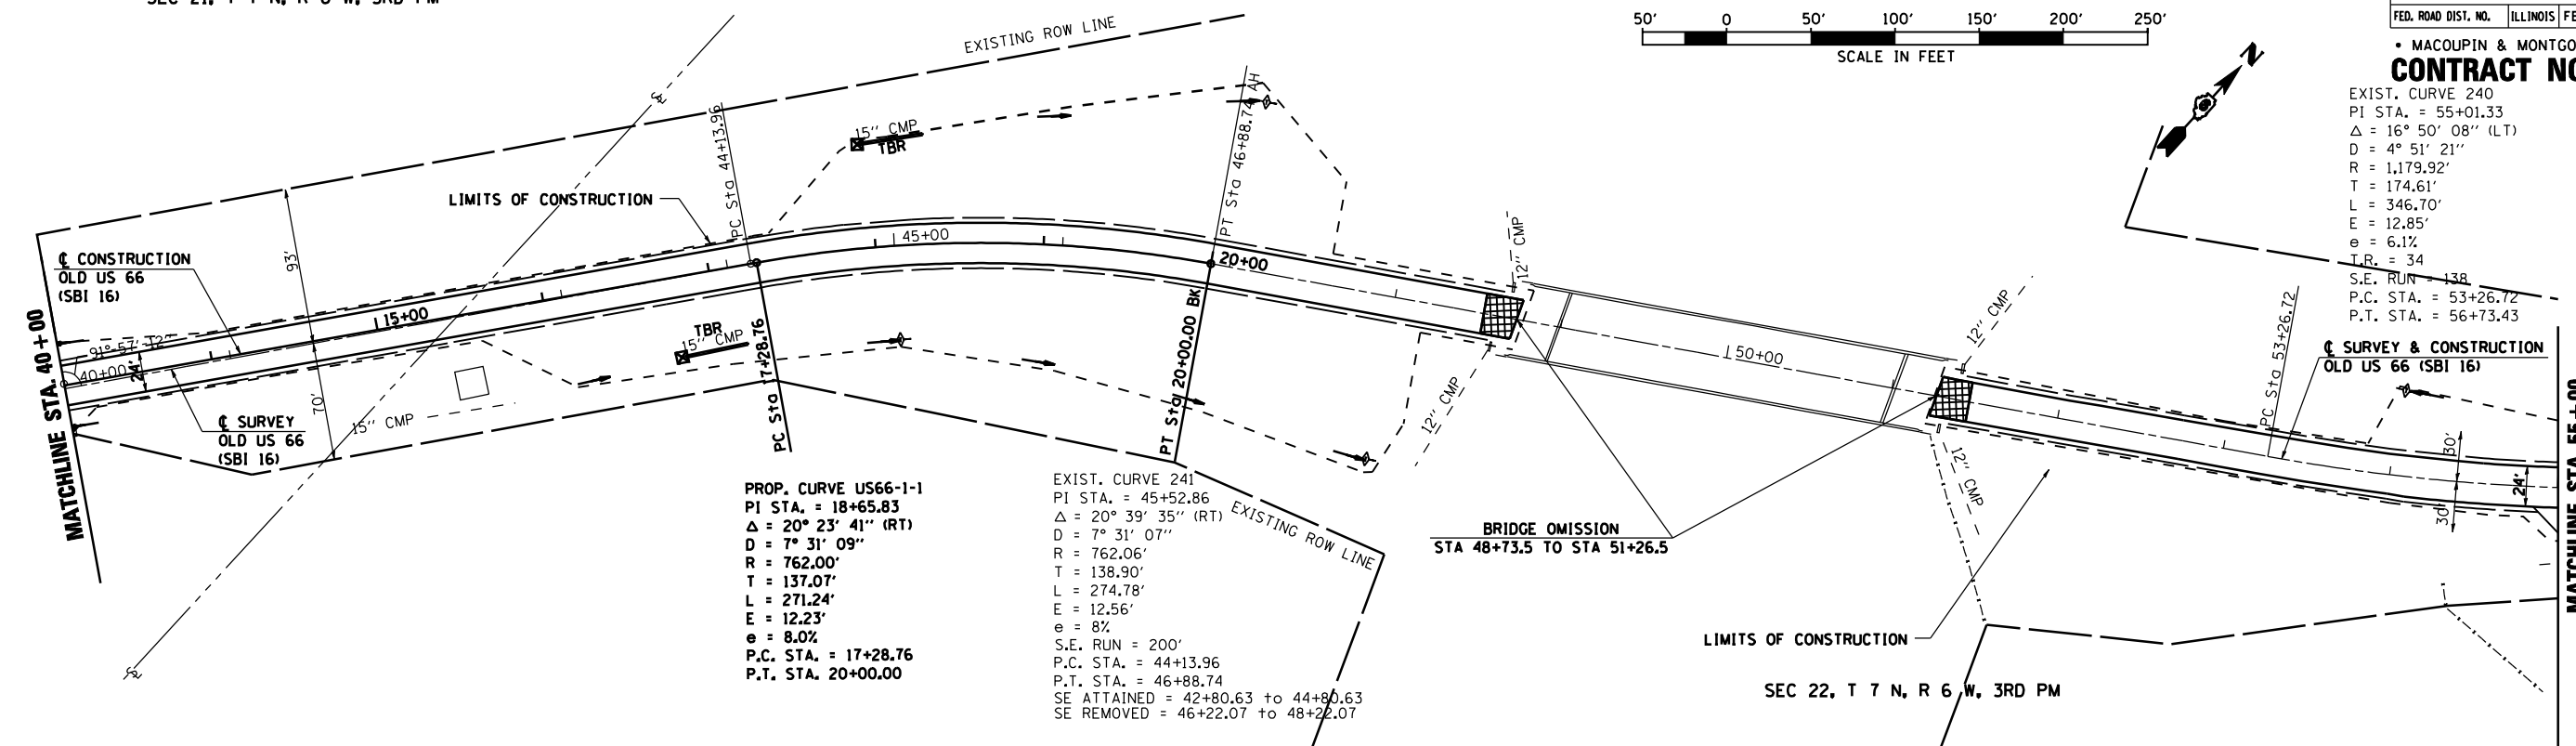 50'
0
50'
100'
150'
200'
250'
SCALE IN FEET
FED. ROAD DIST. NO.
ILLINOIS
• MACOUPIN &
CONTRACT
N
EXISTING ROW LINE
15'' CMP
TBR
PC Sta 44+13.96
PT Sta 46+88.74 AH
LIMITS OF CONSTRUCTION
45+00
20+00
93'
℄ CONSTRUCTION
OLD US 66
(SBI 16)
15+00
MATCHLINE STA. 40+00
91°-57'-12"
40+00
24'
℄ SURVEY
OLD US 66
(SBI 16)
70'
15'' CMP
TBR
15'' CMP
PC Sta 17+28.76
PT Sta 20+00.00 BK
12'' CMP
12'' CMP
50+00
12'' CMP
12'' CMP
PC Sta 53+26.72
℄ SURVEY & CONSTRUCTION
OLD US 66 (SBI 16)
30'
24'
30'
MATCHLINE STA 55+00
EXIST. CURVE 240
PI STA. = 55+01.33
Δ = 16° 50' 08'' (LT)
D = 4° 51' 21''
R = 1,179.92'
T = 174.61'
L = 346.70'
E = 12.85'
e = 6.1%
T.R. = 34
S.E. RUN = 138
P.C. STA. = 53+26.72
P.T. STA. = 56+73.43
PROP. CURVE US66-1-1
PI STA. = 18+65.83
Δ = 20° 23' 41'' (RT)
D = 7° 31' 09''
R = 762.00'
T = 137.07'
L = 271.24'
E = 12.23'
e = 8.0%
P.C. STA. = 17+28.76
P.T. STA. 20+00.00
EXIST. CURVE 241
PI STA. = 45+52.86
Δ = 20° 39' 35'' (RT)
D = 7° 31' 07''
R = 762.06'
T = 138.90'
L = 274.78'
E = 12.56'
e = 8%
S.E. RUN = 200'
P.C. STA. = 44+13.96
P.T. STA. = 46+88.74
SE ATTAINED = 42+80.63 to 44+80.63
SE REMOVED = 46+22.07 to 48+22.07
EXISTING ROW LINE
BRIDGE OMISSION
STA 48+73.5 TO STA 51+26.5
LIMITS OF CONSTRUCTION
SEC 22, T 7 N, R 6 W, 3RD PM